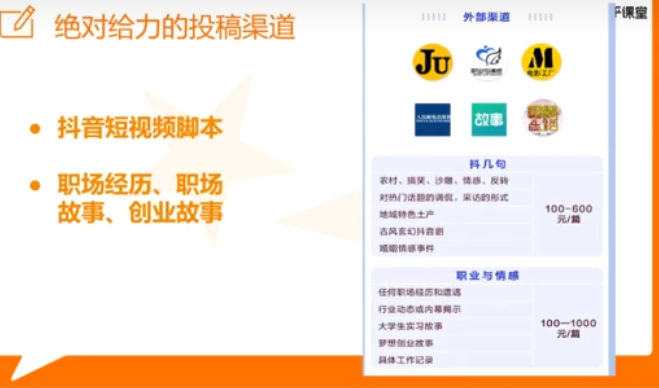 绝对给力的投稿渠道
抖音短视频脚本
职场经历、职场
故事、创业故事
课堂
外部渠道
JU
M
电影工厂
故事
抖几句
农村、搞笑、沙雕、情感、反转
对热门话题的调侃，采访的形式
地域特色土产
古风玄幻抖音剧
婚姻情感事件
100-600
元/篇
职业与情感
任何职场经历和遭遇
行业动态或内幕揭示
大学生实习故事
梦想创业故事
具体工作记录
100—1000
元/篇